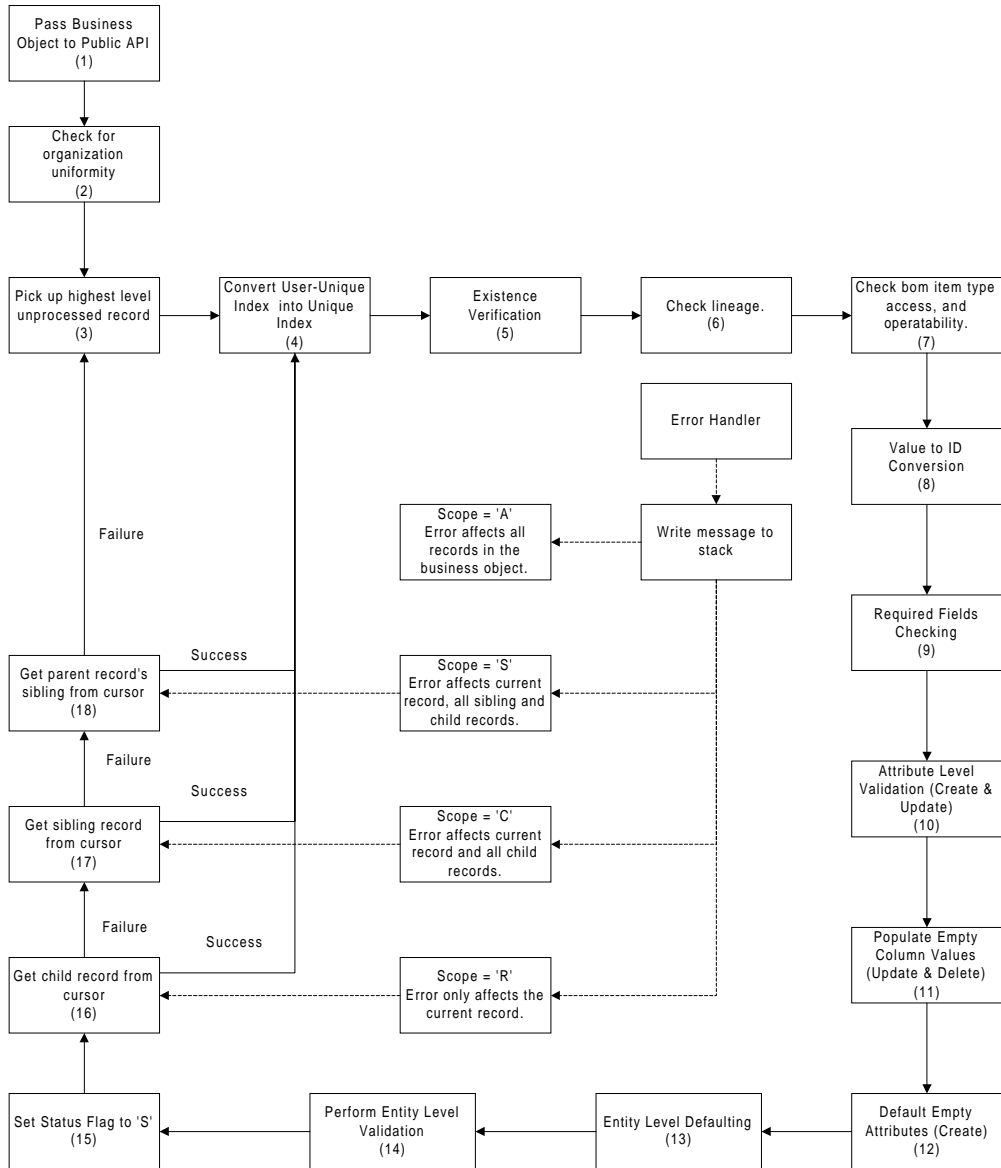 Pass Business
Object to Public API
(1)
Check for
organization
uniformity
(2)
Pick up highest level
unprocessed record
(3)
Convert User-Unique
Index into Unique
Index
(4)
Existence
Verification
(5)
Check lineage.
(6)
Check bom item type
access, and
operatability.
(7)
Error Handler
Value to ID
Conversion
(8)
Failure
Scope = 'A'
Error affects all
records in the
business object.
Write message to
stack
Required Fields
Checking
(9)
Get parent record's
sibling from cursor
(18)
Success
Scope = 'S'
Error affects current
record, all sibling and
child records.
Failure
Attribute Level
Validation (Create &
Update)
(10)
Get sibling record
from cursor
(17)
Success
Scope = 'C'
Error affects current
record and all child
records.
Failure
Success
Populate Empty
Column Values
(Update & Delete)
(11)
Get child record from
cursor
(16)
Scope = 'R'
Error only affects the
current record.
Set Status Flag to 'S'
(15)
Perform Entity Level
Validation
(14)
Entity Level Defaulting
(13)
Default Empty
Attributes (Create)
(12)